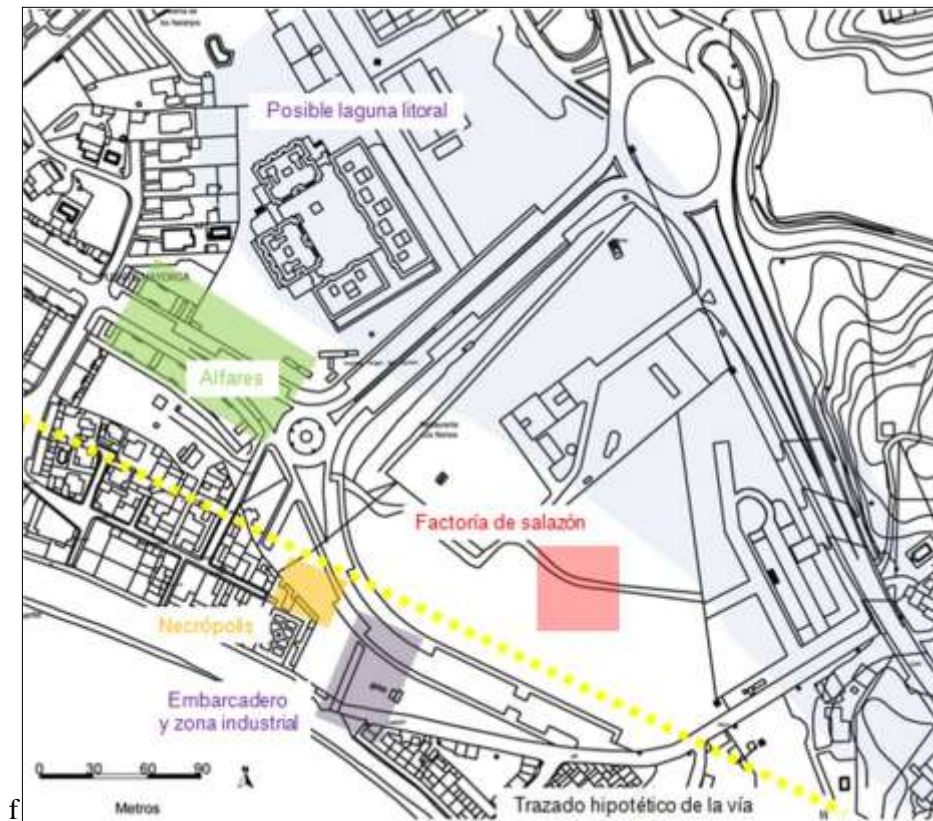 Posible laguna litoral
Alfares
Factoría de salazón
Necrópolis
Embarcadero
y zona industrial
0 30 60 90
Metros
Trazado hipotético de la vía
f